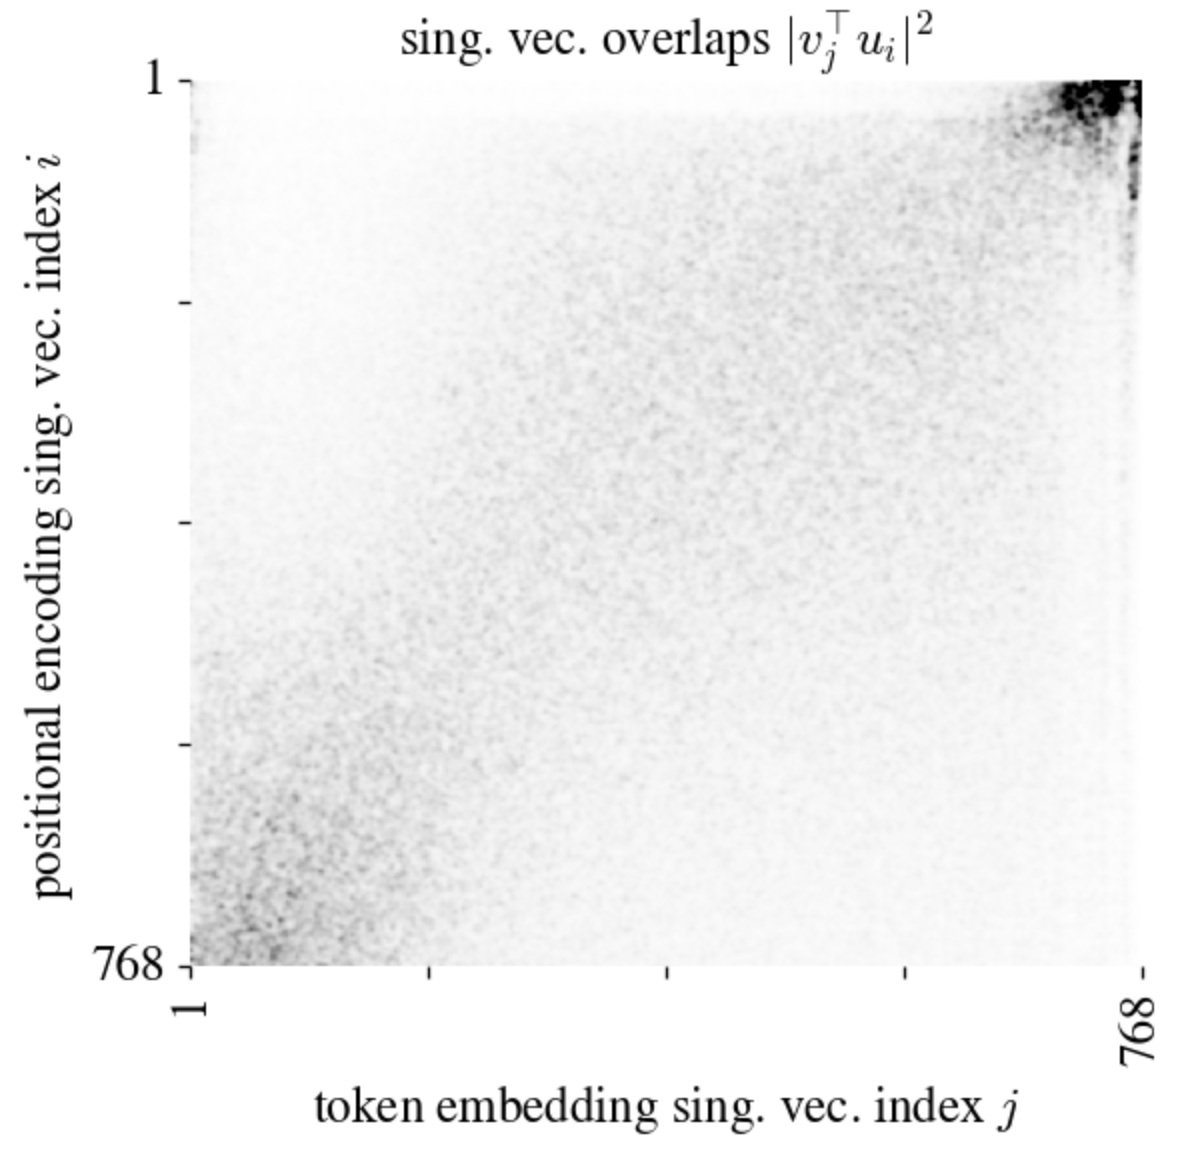 sing. vec. overlaps $|v_j^\top u_i|^2$
1
positional encoding sing. vec. index $i$
768
1
768
token embedding sing. vec. index $j$